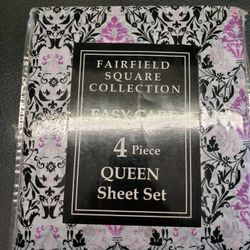 FAIRFIELD
SQUARE
COLLECTION
EASY CARE
4 Piece
QUEEN
Sheet Set